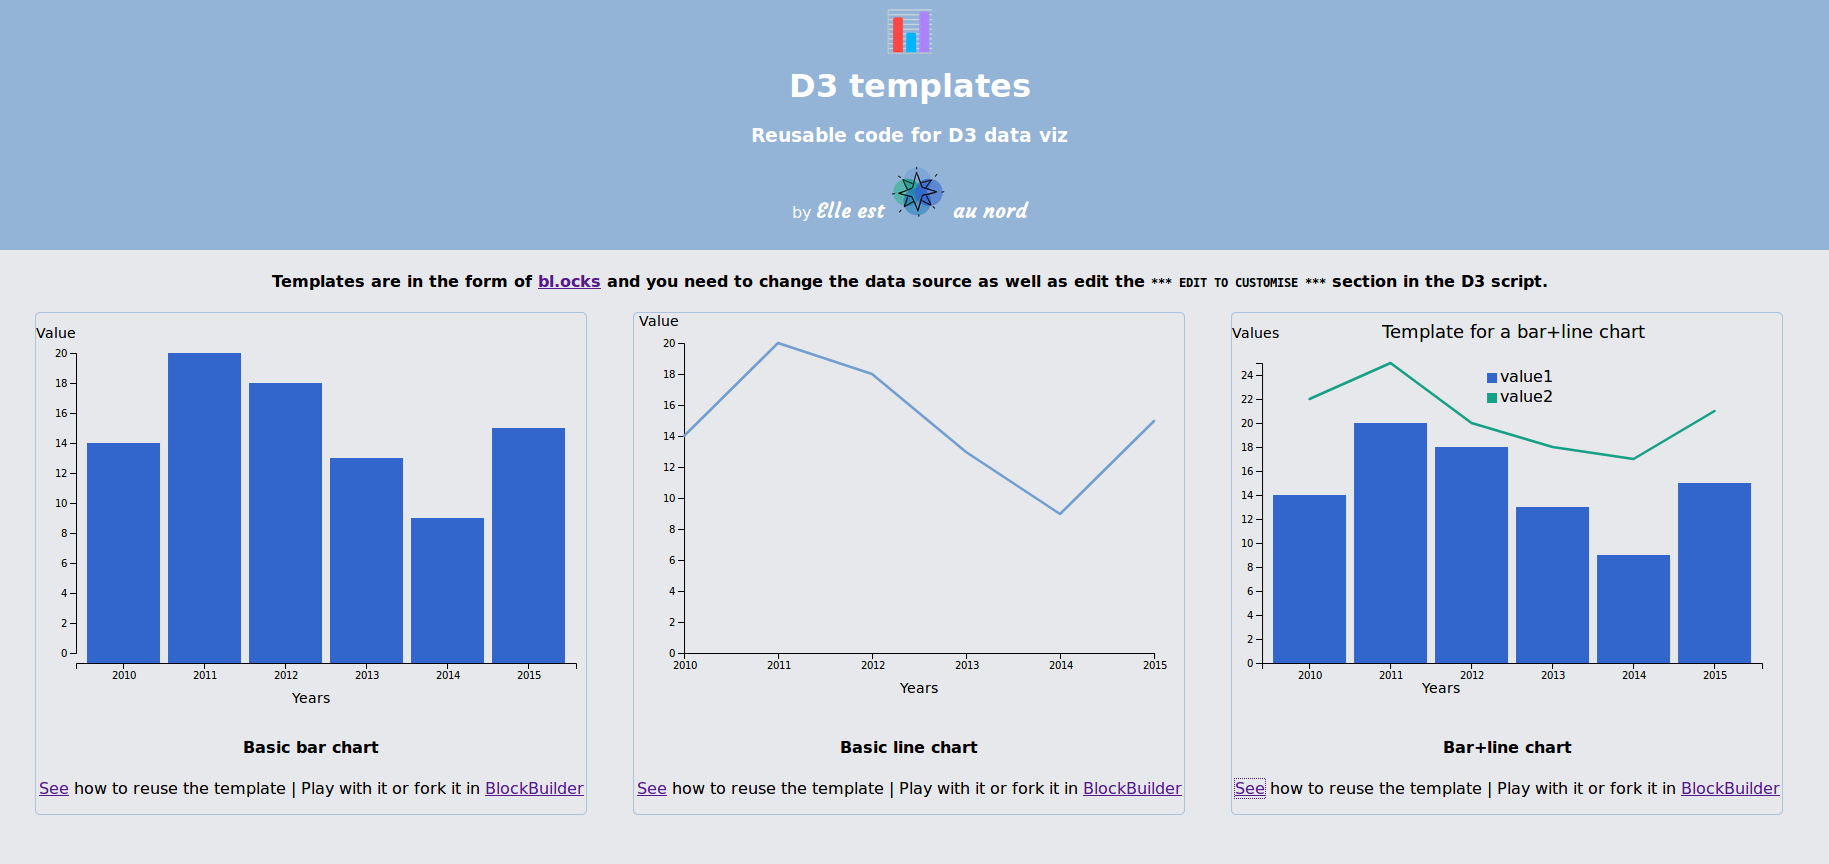 D3 templates
Reusable code for D3 data viz
by Elle est au nord
Templates are in the form of bl.ocks and you need to change the data source as well as edit the *** EDIT TO CUSTOMISE *** section in the D3 script.
Value
20
18
16
14
12
10
8
6
4
2
0
2010 2011 2012 2013 2014 2015
Years
Basic bar chart
See how to reuse the template | Play with it or fork it in BlockBuilder
Value
20
18
16
14
12
10
8
6
4
2
0
2010 2011 2012 2013 2014 2015
Years
Basic line chart
See how to reuse the template | Play with it or fork it in BlockBuilder
Values
Template for a bar+line chart
value1
value2
24
22
20
18
16
14
12
10
8
6
4
2
0
2010 2011 2012 2013 2014 2015
Years
Bar+line chart
See how to reuse the template | Play with it or fork it in BlockBuilder